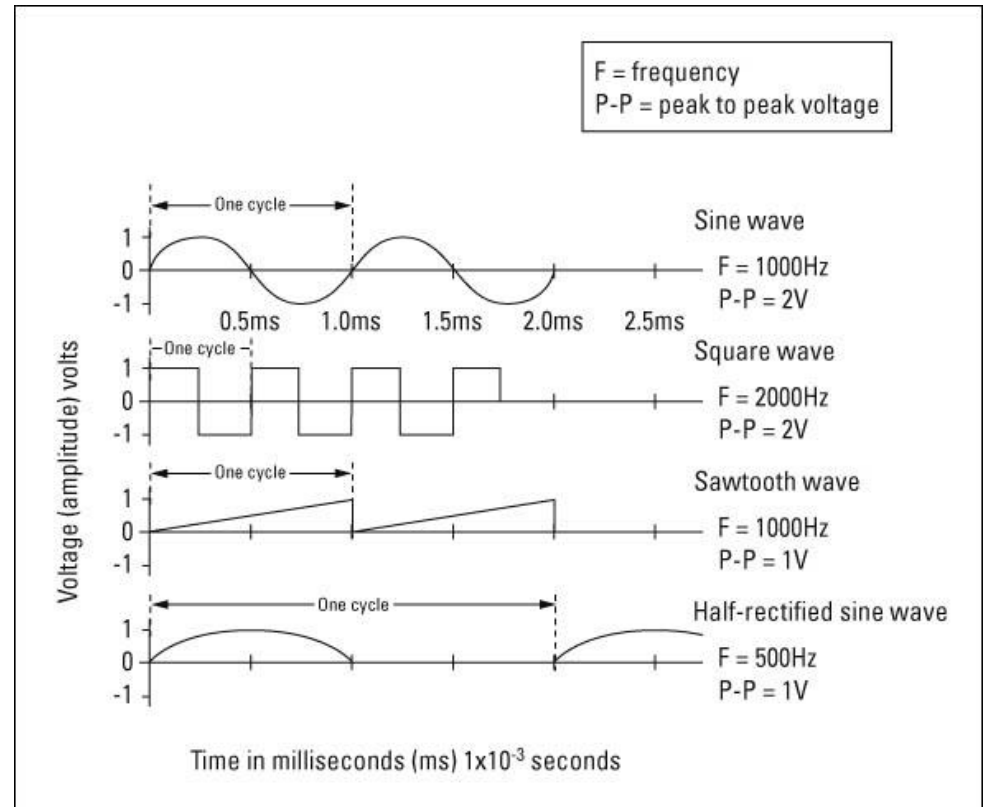 F = frequency
P-P = peak to peak voltage
One cycle
Sine wave
1
0
-1
F = 1000Hz
P-P = 2V
0.5ms 1.0ms 1.5ms 2.0ms 2.5ms
One cycle
Square wave
1
0
-1
F = 2000Hz
P-P = 2V
Voltage (amplitude) volts
One cycle
Sawtooth wave
1
0
-1
F = 1000Hz
P-P = 1V
One cycle
Half-rectified sine wave
1
0
-1
F = 500Hz
P-P = 1V
Time in milliseconds (ms) 1x10⁻³ seconds